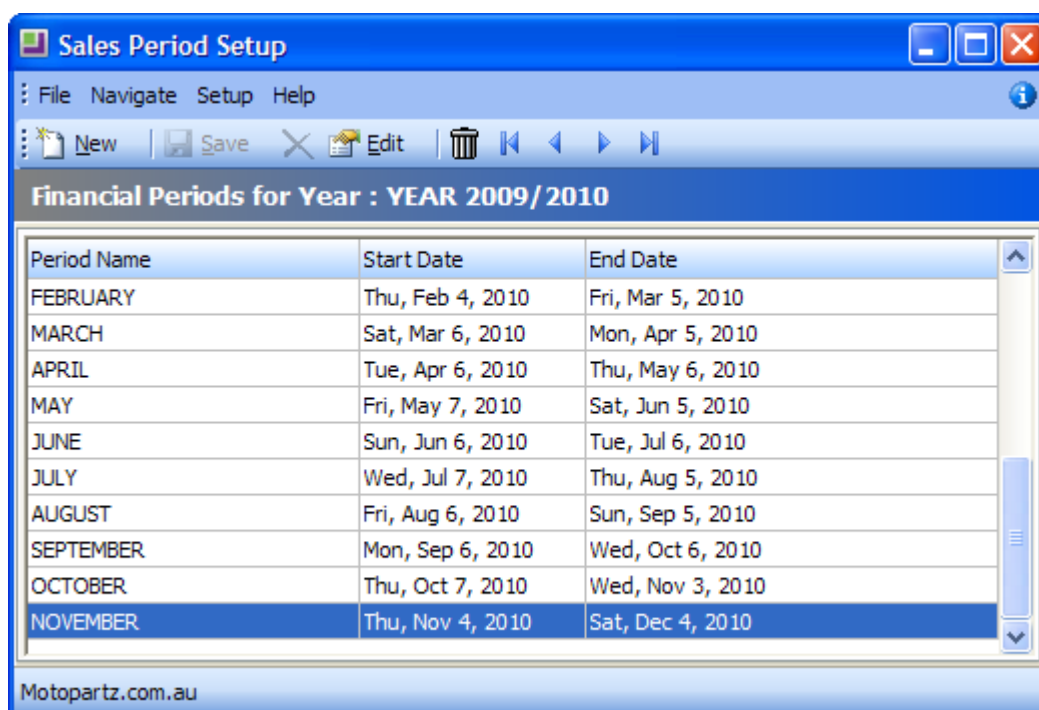 Sales Period Setup
File Navigate Setup Help
New Save Edit
Financial Periods for Year : YEAR 2009/2010
Period Name Start Date End Date
FEBRUARY Thu, Feb 4, 2010 Fri, Mar 5, 2010
MARCH Sat, Mar 6, 2010 Mon, Apr 5, 2010
APRIL Tue, Apr 6, 2010 Thu, May 6, 2010
MAY Fri, May 7, 2010 Sat, Jun 5, 2010
JUNE Sun, Jun 6, 2010 Tue, Jul 6, 2010
JULY Wed, Jul 7, 2010 Thu, Aug 5, 2010
AUGUST Fri, Aug 6, 2010 Sun, Sep 5, 2010
SEPTEMBER Mon, Sep 6, 2010 Wed, Oct 6, 2010
OCTOBER Thu, Oct 7, 2010 Wed, Nov 3, 2010
NOVEMBER Thu, Nov 4, 2010 Sat, Dec 4, 2010
Motopartz.com.au